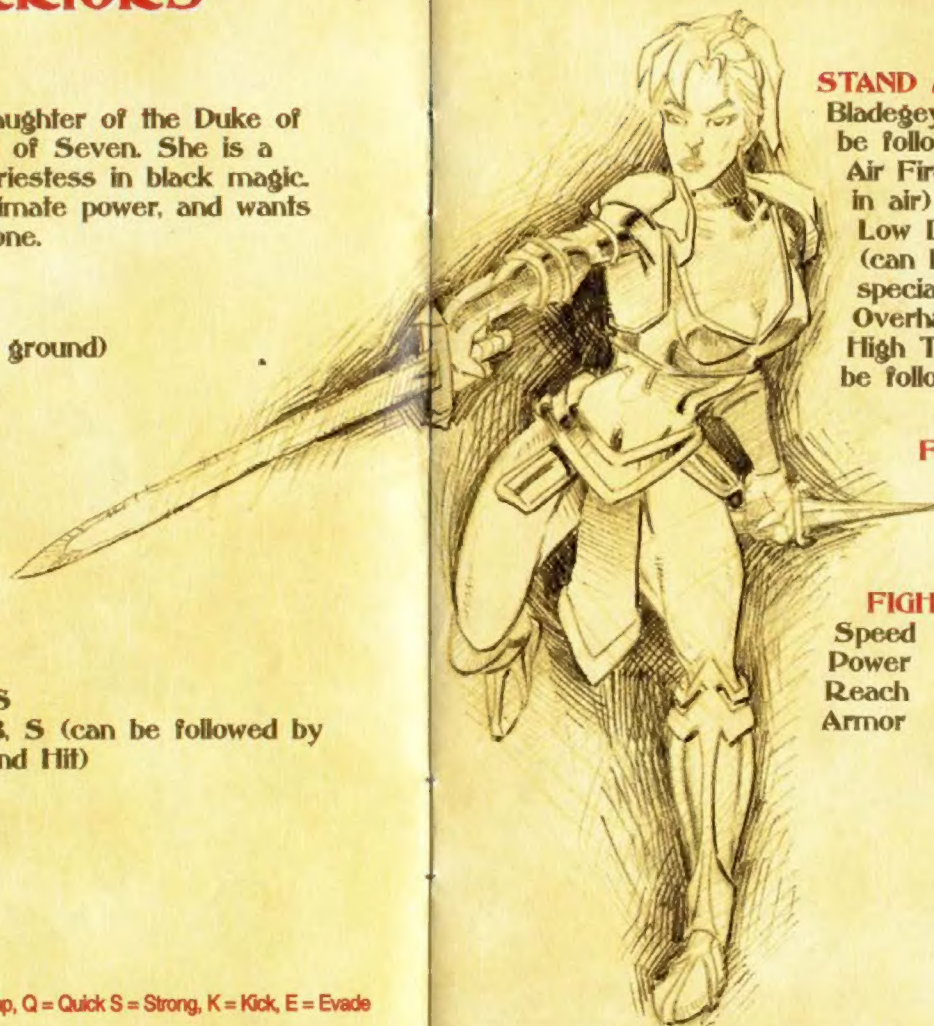 aughter of the Duke of
of Seven. She is a
riestess in black magic.
imate power, and wants
one.
ground)
S
, S (can be followed by
nd Hit)
p, Q = Quick S = Strong, K = Kick, E = Evade
STAND
Bladegey
be follo
Air Fir
in air)
Low
(can
specia
Overha
High T
be follo
F
FIGH
Speed
Power
Reach
Armor